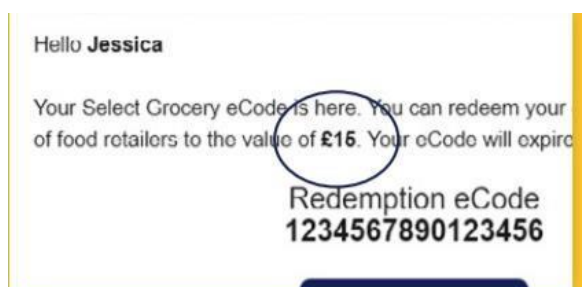 Hello Jessica
Your Select Grocery eCode is here. You can redeem your
of food retailers to the value of £15. Your eCode will expire
Redemption eCode
1234567890123456